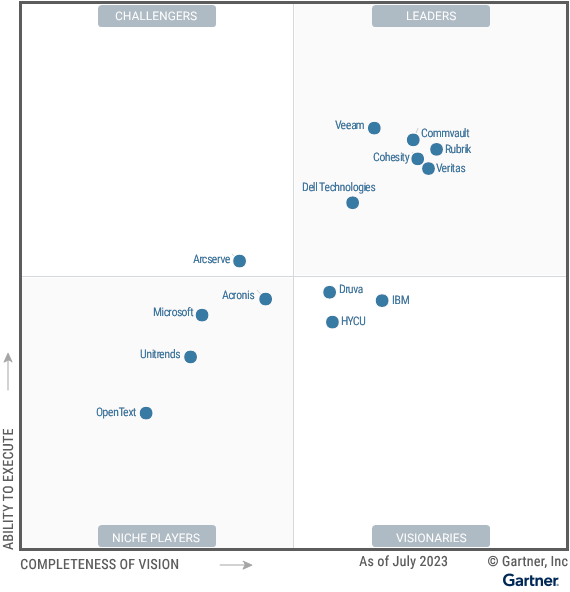 CHALLENGERS
LEADERS
Veeam
Commvault
Rubrik
Cohesity
Veritas
Dell Technologies
Arcserve
Druva
Acronis
IBM
Microsoft
HYCU
Unitrends
OpenText
ABILITY TO EXECUTE
NICHE PLAYERS
VISIONARIES
COMPLETENESS OF VISION
As of July 2023
© Gartner, Inc
Gartner